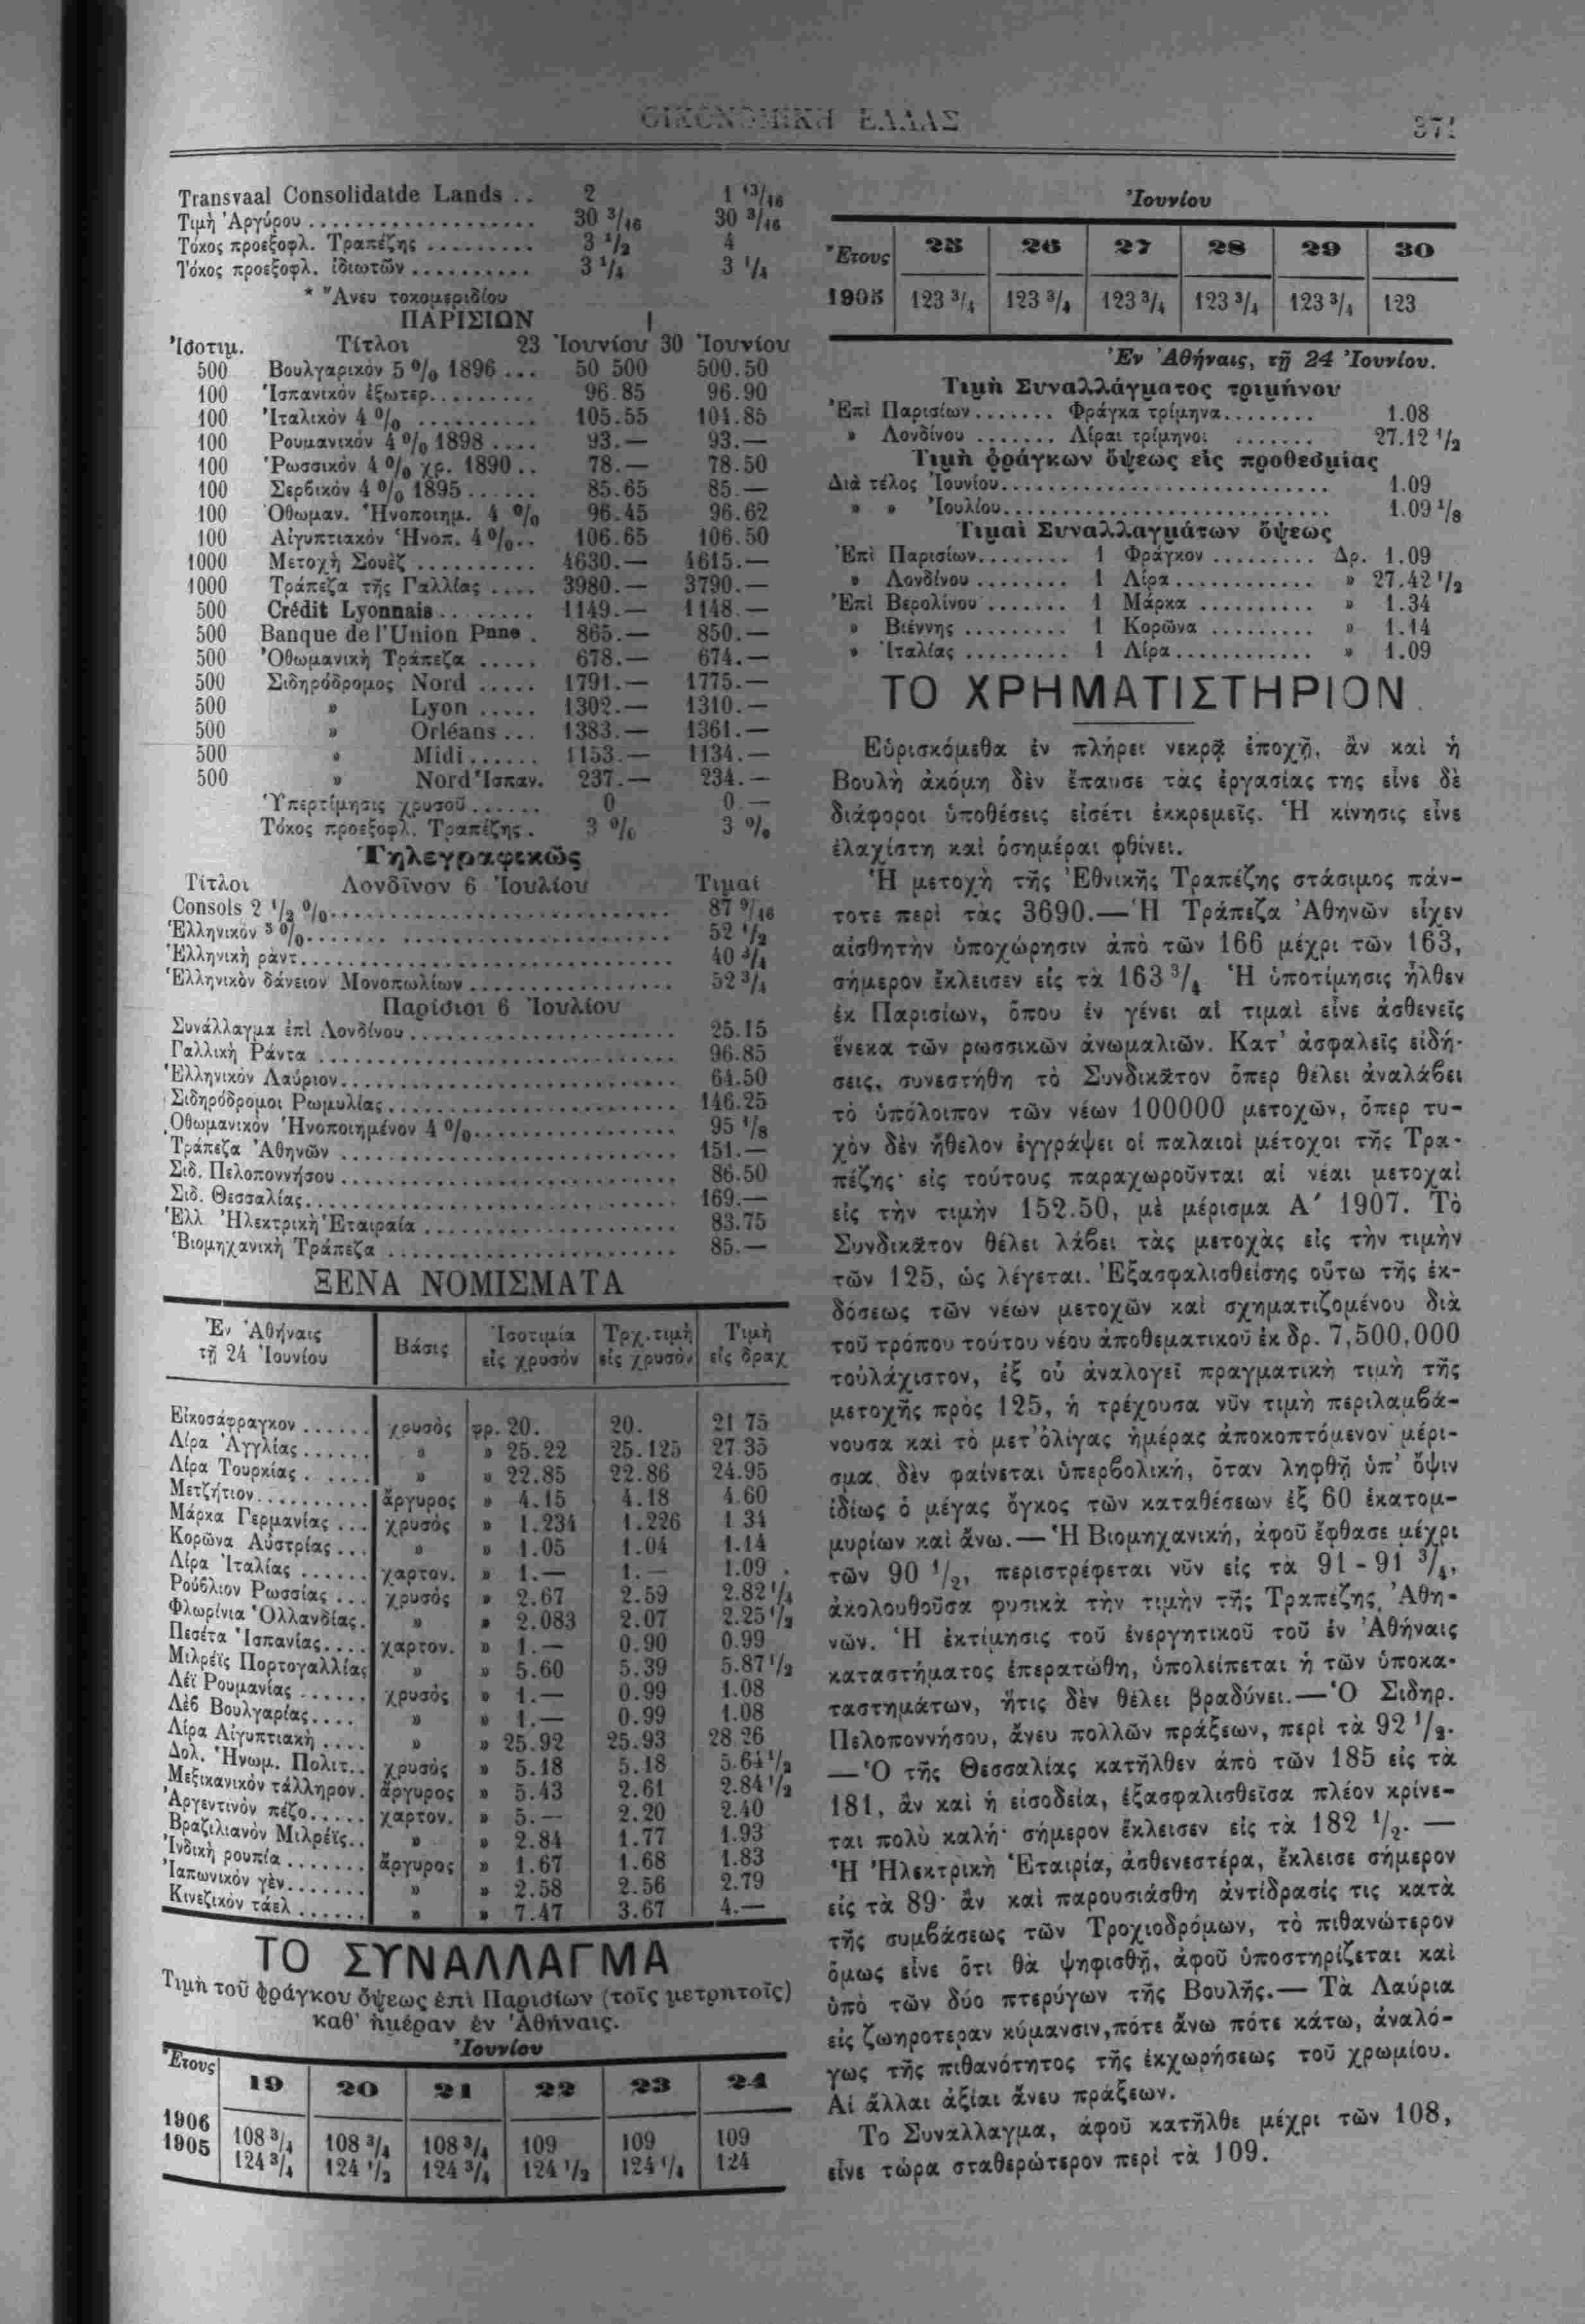 ΟΙΚΟΝΟΜΙΚΗ ΕΛΛΑΣ 371
Transvaal Consolidatde Lands .. 2 1 13/16
Τιμὴ Ἀργύρου 30 3/16 30 3/16
Τόκος προεξοφλ. Τραπέζης 3 1/2 4
Τόκος προεξοφλ. ἰδιωτῶν 3 1/4 3 1/4
* Ἄνευ τοκομεριδίου
ΠΑΡΙΣΙΩΝ
Ἰσοτιμ. Τίτλοι 23 Ἰουνίου 30 Ἰουνίου
500 Βουλγαρικόν 5 % 1896 ... 50 500 500.50
100 Ἱσπανικόν ἐξωτερ. 96.85 96.90
100 Ἰταλικὸν 4 % 105.55 104.85
100 Ρουμανικόν 4 % 1898 .... 93.— 93.—
100 Ῥωσσικόν 4 % χρ. 1890.. 78.— 78.50
100 Σερβικόν 4 % 1895 85.65 85.—
100 Ὀθωμαν. Ἡνοποιημ. 4 % 96.45 96.62
100 Αἰγυπτιακόν Ἡνοπ. 4 %.. 106.65 106.50
1000 Μετοχὴ Σουέζ 4630.— 4615.—
1000 Τράπεζα τῆς Γαλλίας .... 3980.— 3790.—
500 Crédit Lyonnais 1149.— 1148.—
500 Banque de l'Union Pnne . 865.— 850.—
500 Ὀθωμανικὴ Τράπεζα ..... 678.— 674.—
500 Σιδηρόδρομος Nord ..... 1791.— 1775.—
500 » Lyon ..... 1302.— 1310.—
500 » Orléans ... 1383.— 1361.—
500 » Midi 1153.— 1134.—
500 » Nord Ἱσπαν. 237.— 234.—
Ὑπερτίμησις χρυσοῦ 0 0.—
Τόκος προεξοφλ. Τραπέζης . 3 % 3 %
Τηλεγραφικῶς
Τίτλοι Λονδῖνον 6 Ἰουλίου Τιμαί
Consols 2 1/2 % 87 9/16
Ἑλληνικόν 5 % 52 1/2
Ἑλληνικὴ ράντ. 40 3/4
Ἑλληνικὸν δάνειον Μονοπωλίων 52 3/4
Παρίσιοι 6 Ἰουλίου
Συνάλλαγμα ἐπὶ Λονδίνου 25.15
Γαλλικὴ Ράντα 96.85
Ἑλληνικόν Λαύριον 64.50
Σιδηρόδρομοι Ρωμυλίας 146.25
Ὀθωμανικόν Ἡνοποιημένον 4 % 95 1/8
Τράπεζα Ἀθηνῶν 151.—
Σιδ. Πελοποννήσου 86.50
Σιδ. Θεσσαλίας 169.—
Ἑλλ. Ἠλεκτρικὴ Ἑταιραία 83.75
Βιομηχανικὴ Τράπεζα 85.—
ΞΕΝΑ ΝΟΜΙΣΜΑΤΑ
Ἐν Ἀθήναις Βάσις Ἰσοτιμία Τρχ.τιμὴ Τιμὴ
τῇ 24 Ἰουνίου εἰς χρυσόν εἰς χρυσὸν εἰς δραχ
Εἰκοσάφραγκον χρυσὸς φρ. 20. 20. 21 75
Λίρα Ἀγγλίας » » 25.22 25.125 27 35
Λίρα Τουρκίας » » 22.85 22.86 24.95
Μετζήτιον ἄργυρος » 4.15 4.18 4.60
Μάρκα Γερμανίας ... χρυσὸς » 1.234 1.226 1 34
Κορῶνα Αὐστρίας ... » » 1.05 1.04 1.14
Λίρα Ἰταλίας χαρτον. » 1.— 1.— 1.09
Ρούβλιον Ρωσσίας ... χρυσὸς » 2.67 2.59 2.82 1/4
Φλωρίνια Ὁλλανδίας. » » 2.083 2.07 2.25 1/2
Πεσέτα Ἱσπανίας.... χαρτον. » 1.— 0.90 0.99
Μιλρέϊς Πορτογαλλίας » » 5.60 5.39 5.87 1/2
Λέϊ Ρουμανίας χρυσὸς » 1.— 0.99 1.08
Λὲβ Βουλγαρίας.... » » 1.— 0.99 1.08
Λίρα Αἰγυπτιακὴ .... » » 25.92 25.93 28 26
Δολ. Ἡνωμ. Πολιτ.. χρυσὸς » 5.18 5.18 5.64 1/2
Μεξικανικόν τάλληρον. ἄργυρος » 5.43 2.61 2.84 1/2
Ἀργεντινὸν πέζο..... χαρτον. » 5.— 2.20 2.40
Βραζιλιανὸν Μιλρέϊς.. » » 2.84 1.77 1.93
Ἰνδικὴ ρουπία ἄργυρος » 1.67 1.68 1.83
Ἰαπωνικόν γὲν » » 2.58 2.56 2.79
Κινεζικὸν τάελ » » 7.47 3.67 4.—
ΤΟ ΣΥΝΑΛΛΑΓΜΑ
Τιμὴ τοῦ φράγκου ὄψεως ἐπὶ Παρισίων (τοῖς μετρητοῖς)
καθ' ἡμέραν ἐν Ἀθήναις.
Ἰουνίου
Ἔτους 19 20 21 22 23 24
1906 108 3/4 108 3/4 108 3/4 109 109 109
1905 124 3/4 124 1/2 124 3/4 124 1/2 124 1/4 124
Ἰουνίου
Ἔτους 25 26 27 28 29 30
1905 123 3/4 123 3/4 123 3/4 123 3/4 123 3/4 123
Ἐν Ἀθήναις, τῇ 24 Ἰουνίου.
Τιμὴ Συναλλάγματος τριμήνου
Ἐπὶ Παρισίων Φράγκα τρίμηνα 1.08
» Λονδίνου Λίραι τρίμηνοι 27.12 1/2
Τιμὴ φράγκων ὄψεως εἰς προθεσμίας
Διὰ τέλος Ἰουνίου 1.09
» » Ἰουλίου 1.09 1/8
Τιμαὶ Συναλλαγμάτων ὄψεως
Ἐπὶ Παρισίων 1 Φράγκον Δρ. 1.09
» Λονδίνου 1 Λίρα » 27.42 1/2
Ἐπὶ Βερολίνου 1 Μάρκα » 1.34
» Βιέννης 1 Κορῶνα » 1.14
» Ἰταλίας 1 Λίρα » 1.09
ΤΟ ΧΡΗΜΑΤΙΣΤΗΡΙΟΝ
Εὑρισκόμεθα ἐν πλήρει νεκρᾷ ἐποχῇ, ἂν καὶ ἡ
Βουλὴ ἀκόμη δὲν ἔπαυσε τὰς ἐργασίας της εἶνε δὲ
διάφοροι ὑποθέσεις εἰσέτι ἐκκρεμεῖς. Ἡ κίνησις εἶνε
ἐλαχίστη καὶ ὁσημέραι φθίνει.
Ἡ μετοχὴ τῆς Ἐθνικῆς Τραπέζης στάσιμος πάν-
τοτε περὶ τὰς 3690.—Ἡ Τράπεζα Ἀθηνῶν εἶχεν
αἰσθητὴν ὑποχώρησιν ἀπὸ τῶν 166 μέχρι τῶν 163,
σήμερον ἔκλεισεν εἰς τὰ 163 3/4 Ἡ ὑποτίμησις ἦλθεν
ἐκ Παρισίων, ὅπου ἐν γένει αἱ τιμαὶ εἶνε ἀσθενεῖς
ἕνεκα τῶν ρωσσικῶν ἀνωμαλιῶν. Κατ' ἀσφαλεῖς εἰδή-
σεις, συνεστήθη τὸ Συνδικᾶτον ὅπερ θέλει ἀναλάβει
τὸ ὑπόλοιπον τῶν νέων 100000 μετοχῶν, ὅπερ τυ-
χὸν δὲν ἤθελον ἐγγράψει οἱ παλαιοὶ μέτοχοι τῆς Τρα-
πέζης· εἰς τούτους παραχωροῦνται αἱ νέαι μετοχαὶ
εἰς τὴν τιμὴν 152.50, μὲ μέρισμα Α′ 1907. Τὸ
Συνδικᾶτον θέλει λάβει τὰς μετοχὰς εἰς τὴν τιμὴν
τῶν 125, ὡς λέγεται. Ἐξασφαλισθείσης οὕτω τῆς ἐκ-
δόσεως τῶν νέων μετοχῶν καὶ σχηματιζομένου διὰ
τοῦ τρόπου τούτου νέου ἀποθεματικοῦ ἐκ δρ. 7,500,000
τοὐλάχιστον, ἐξ οὗ ἀναλογεῖ πραγματικὴ τιμὴ τῆς
μετοχῆς πρὸς 125, ἡ τρέχουσα νῦν τιμὴ περιλαμβά-
νουσα καὶ τὸ μετ' ὀλίγας ἡμέρας ἀποκοπτόμενον μέρι-
σμα δὲν φαίνεται ὑπερβολική, ὅταν ληφθῇ ὑπ' ὄψιν
ἰδίως ὁ μέγας ὄγκος τῶν καταθέσεων ἐξ 60 ἑκατομ-
μυρίων καὶ ἄνω.—Ἡ Βιομηχανική, ἀφοῦ ἔφθασε μέχρι
τῶν 90 1/2, περιστρέφεται νῦν εἰς τὰ 91 - 91 3/4,
ἀκολουθοῦσα φυσικὰ τὴν τιμὴν τῆς Τραπέζης Ἀθη-
νῶν. Ἡ ἐκτίμησις τοῦ ἐνεργητικοῦ τοῦ ἐν Ἀθήναις
καταστήματος ἐπερατώθη, ὑπολείπεται ἡ τῶν ὑποκα-
ταστημάτων, ἥτις δὲν θέλει βραδύνει.—Ὁ Σιδηρ.
Πελοποννήσου, ἄνευ πολλῶν πράξεων, περὶ τὰ 92 1/2.
—Ὁ τῆς Θεσσαλίας κατῆλθεν ἀπὸ τῶν 185 εἰς τὰ
181, ἂν καὶ ἡ εἰσοδεία, ἐξασφαλισθεῖσα πλέον κρίνε-
ται πολὺ καλή· σήμερον ἔκλεισεν εἰς τὰ 182 1/2. —
Ἡ Ἠλεκτρικὴ Ἑταιρία, ἀσθενεστέρα, ἔκλεισε σήμερον
εἰς τὰ 89· ἂν καὶ παρουσιάσθη ἀντίδρασίς τις κατὰ
τῆς συμβάσεως τῶν Τροχιοδρόμων, τὸ πιθανώτερον
ὅμως εἶνε ὅτι θὰ ψηφισθῇ, ἀφοῦ ὑποστηρίζεται καὶ
ὑπὸ τῶν δύο πτερύγων τῆς Βουλῆς.— Τὰ Λαύρια
εἰς ζωηροτεραν κύμανσιν, πότε ἄνω πότε κάτω, ἀναλό-
γως τῆς πιθανότητος τῆς ἐκχωρήσεως τοῦ χρωμίου.
Αἱ ἄλλαι ἀξίαι ἄνευ πράξεων.
Το Συναλλαγμα, ἀφοῦ κατῆλθε μέχρι τῶν 108,
εἶνε τώρα σταθερώτερον περὶ τὰ 109.